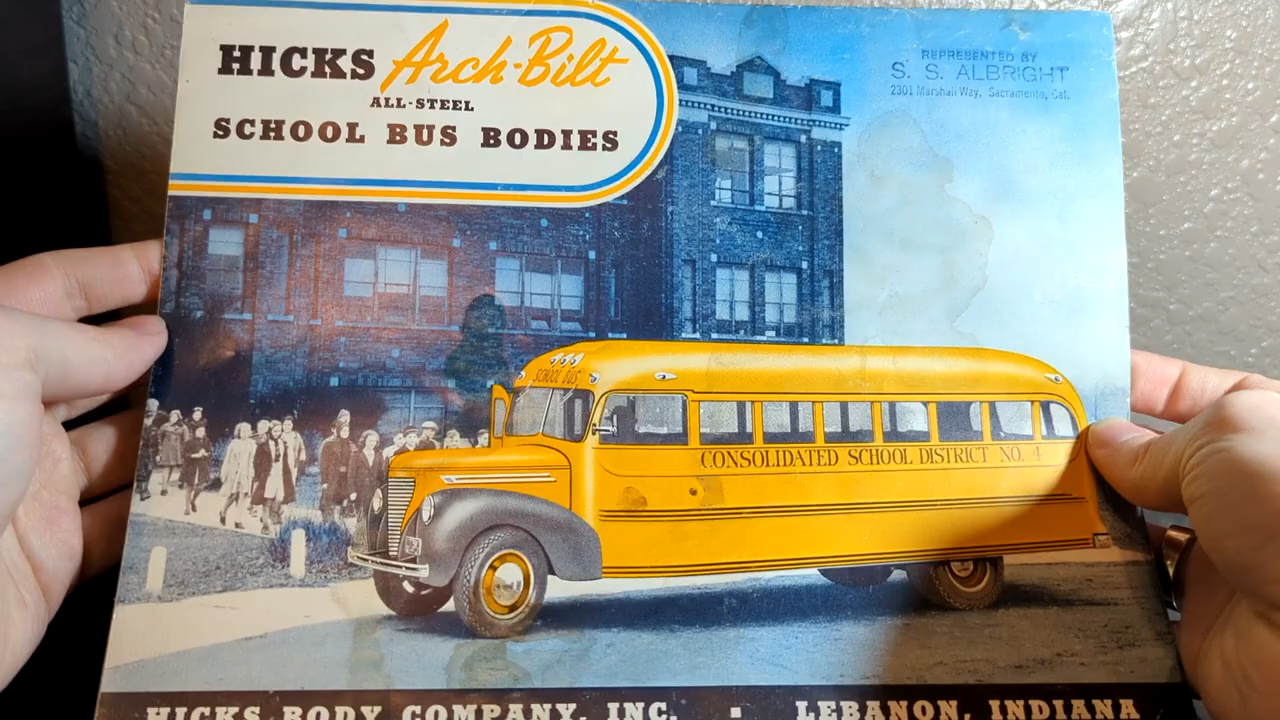 HICKS Arch-Bilt
ALL-STEEL
SCHOOL BUS BODIES
REPRESENTED BY
S. S. ALBRIGHT
2301 Marshall Way, Sacramento, Cal.
SCHOOL BUS
CONSOLIDATED SCHOOL DISTRICT NO. 4
HICKS BODY COMPANY, INC. ▪ LEBANON, INDIANA